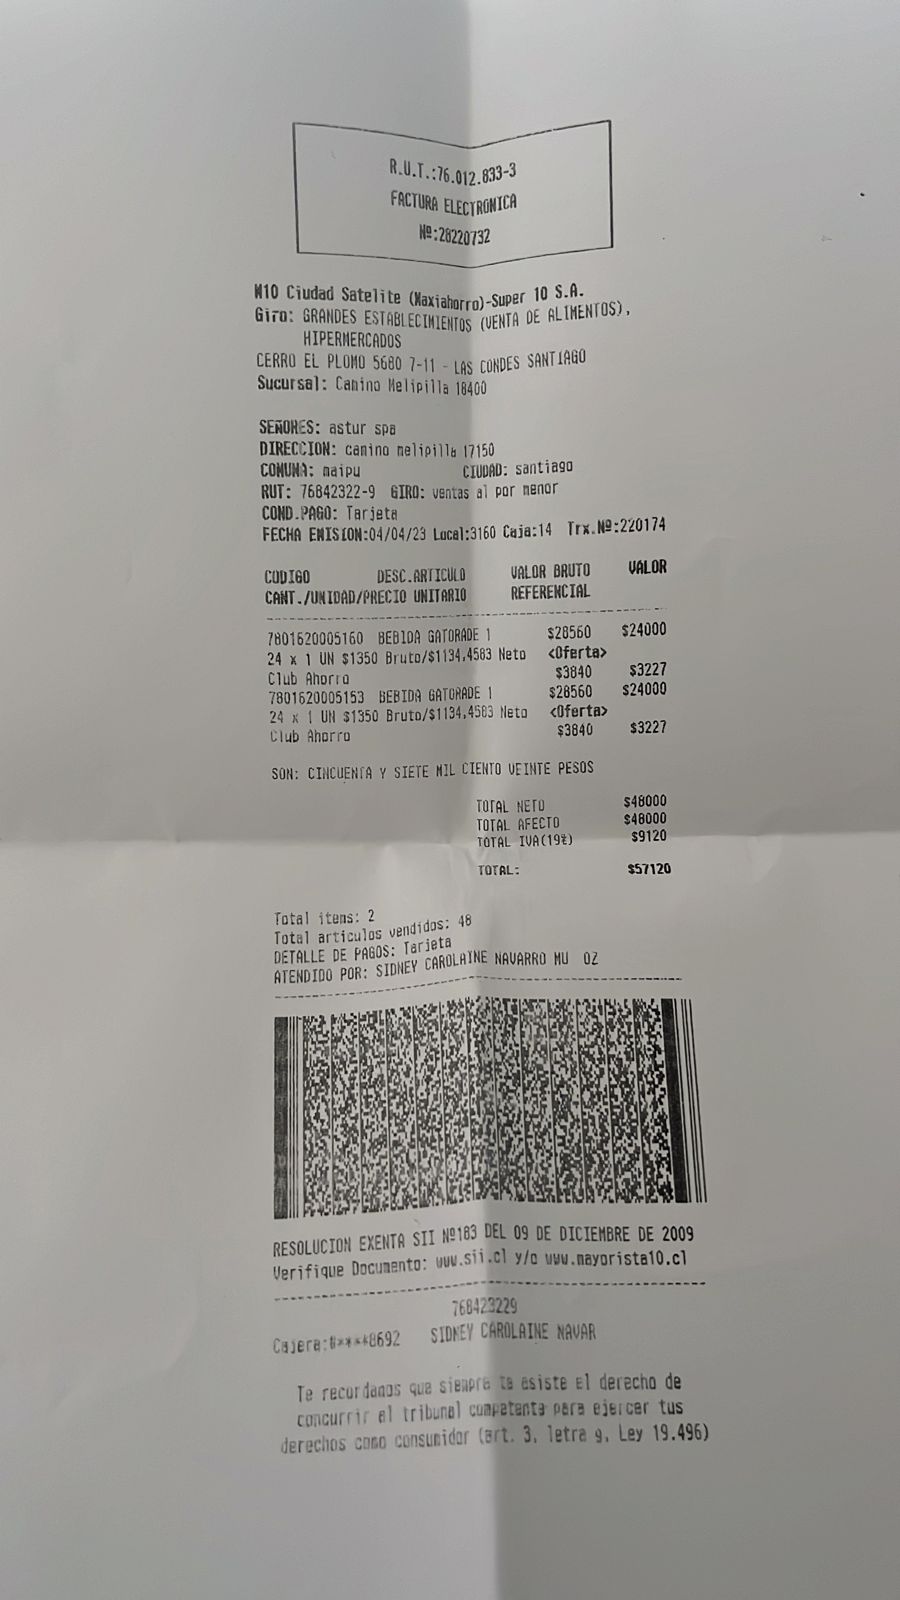 R.U.T.:76.012.833-3
FACTURA ELECTRONICA
Nº:28220732
M10 Ciudad Satelite (Maxiahorro)-Super 10 S.A.
Giro: GRANDES ESTABLECIMIENTOS (VENTA DE ALIMENTOS),
HIPERMERCADOS
CERRO EL PLOMO 5680 7-11 - LAS CONDES SANTIAGO
Sucursal: Camino Melipilla 18400
SEÑORES: astur spa
DIRECCION: camino melipilla 17150
COMUNA: maipu CIUDAD: santiago
RUT: 76842322-9 GIRO: ventas al por menor
COND.PAGO: Tarjeta
FECHA EMISION:04/04/23 Local:3160 Caja:14 Trx.Nº:220174
CODIGO DESC.ARTICULO VALOR BRUTO VALOR
CANT./UNIDAD/PRECIO UNITARIO REFERENCIAL
7801620005160 BEBIDA GATORADE 1 $28560 $24000
24 x 1 UN $1350 Bruto/$1134,4583 Neto <Oferta>
Club Ahorro $3840 $3227
7801620005153 BEBIDA GATORADE 1 $28560 $24000
24 x 1 UN $1350 Bruto/$1134,4583 Neto <Oferta>
Club Ahorro $3840 $3227
SON: CINCUENTA Y SIETE MIL CIENTO VEINTE PESOS
TOTAL NETO $48000
TOTAL AFECTO $48000
TOTAL IVA(19%) $9120
TOTAL: $57120
Total items: 2
Total articulos vendidos: 48
DETALLE DE PAGOS: Tarjeta
ATENDIDO POR: SIDNEY CAROLAINE NAVARRO MU OZ
RESOLUCION EXENTA SII Nº183 DEL 09 DE DICIEMBRE DE 2009
Verifique Documento: www.sii.cl y/o www.mayorista10.cl
768423229
Cajera:****8692 SIDNEY CAROLAINE NAVAR
Te recordamos que siempre te asiste el derecho de
concurrir al tribunal competente para ejercer tus
derechos como consumidor (art. 3, letra g, Ley 19.496)